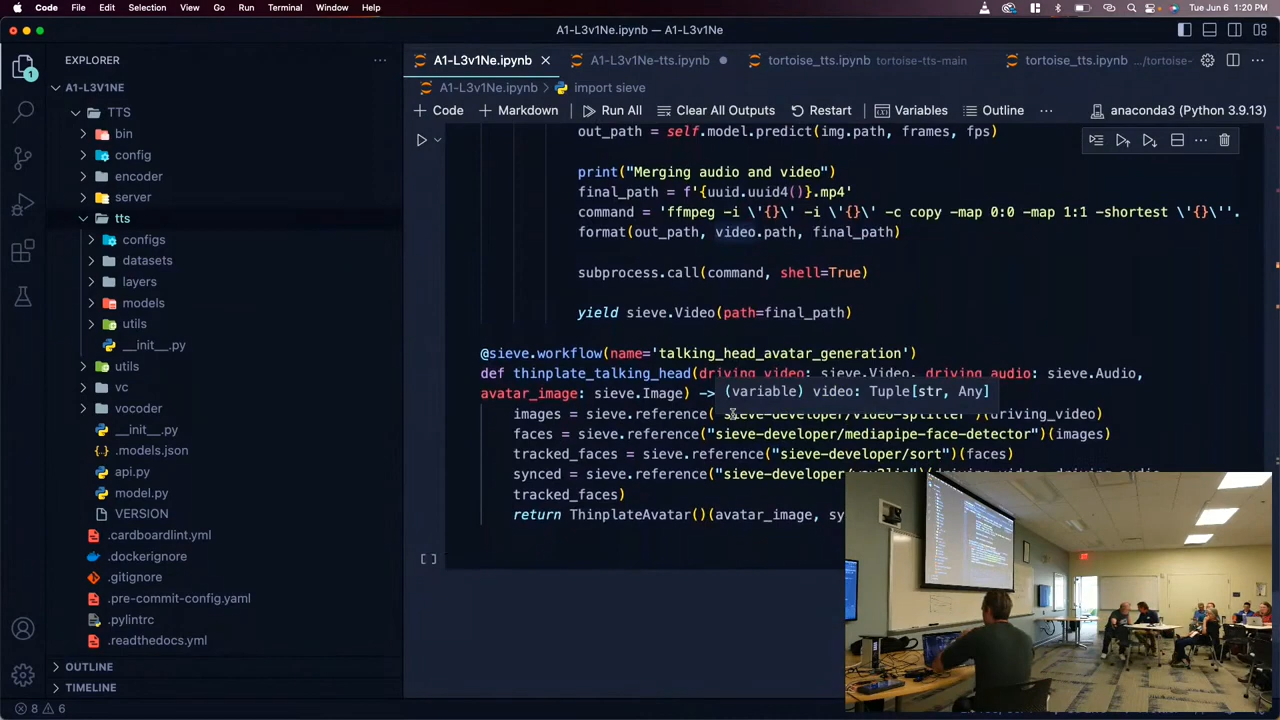 Code File Edit Selection View Go Run Terminal Window Help
Tue Jun 6 1:20 PM
A1-L3v1Ne.ipynb — A1-L3v1Ne
EXPLORER
A1-L3v1Ne.ipynb
A1-L3v1Ne-tts.ipynb
tortoise_tts.ipynb tortoise-tts-main
tortoise_tts.ipynb .../tortoise-
A1-L3V1NE
A1-L3v1Ne.ipynb > import sieve
+ Code + Markdown Run All Clear All Outputs Restart Variables Outline ... anaconda3 (Python 3.9.13)
TTS
bin
config
encoder
server
tts
configs
datasets
layers
models
utils
__init__.py
utils
vc
vocoder
__init__.py
.models.json
api.py
model.py
VERSION
.cardboardlint.yml
.dockerignore
.gitignore
.pre-commit-config.yaml
.pylintrc
.readthedocs.yml
OUTLINE
TIMELINE
8 6
1
out_path = self.model.predict(img.path, frames, fps)
print("Merging audio and video")
final_path = f'{uuid.uuid4()}.mp4'
command = 'ffmpeg -i \'{}\' -i \'{}\' -c copy -map 0:0 -map 1:1 -shortest \'{}\''.
format(out_path, video.path, final_path)
subprocess.call(command, shell=True)
yield sieve.Video(path=final_path)
@sieve.workflow(name='talking_head_avatar_generation')
def thinplate_talking_head(driving_video: sieve.Video, driving_audio: sieve.Audio,
avatar_image: sieve.Image) ->
(variable) video: Tuple[str, Any]
images = sieve.reference("sieve-developer/video-splitter")(driving_video)
faces = sieve.reference("sieve-developer/mediapipe-face-detector")(images)
tracked_faces = sieve.reference("sieve-developer/sort")(faces)
synced = sieve.reference("sieve-developer/
tracked_faces)
return ThinplateAvatar()(avatar_image, sy
[ ]